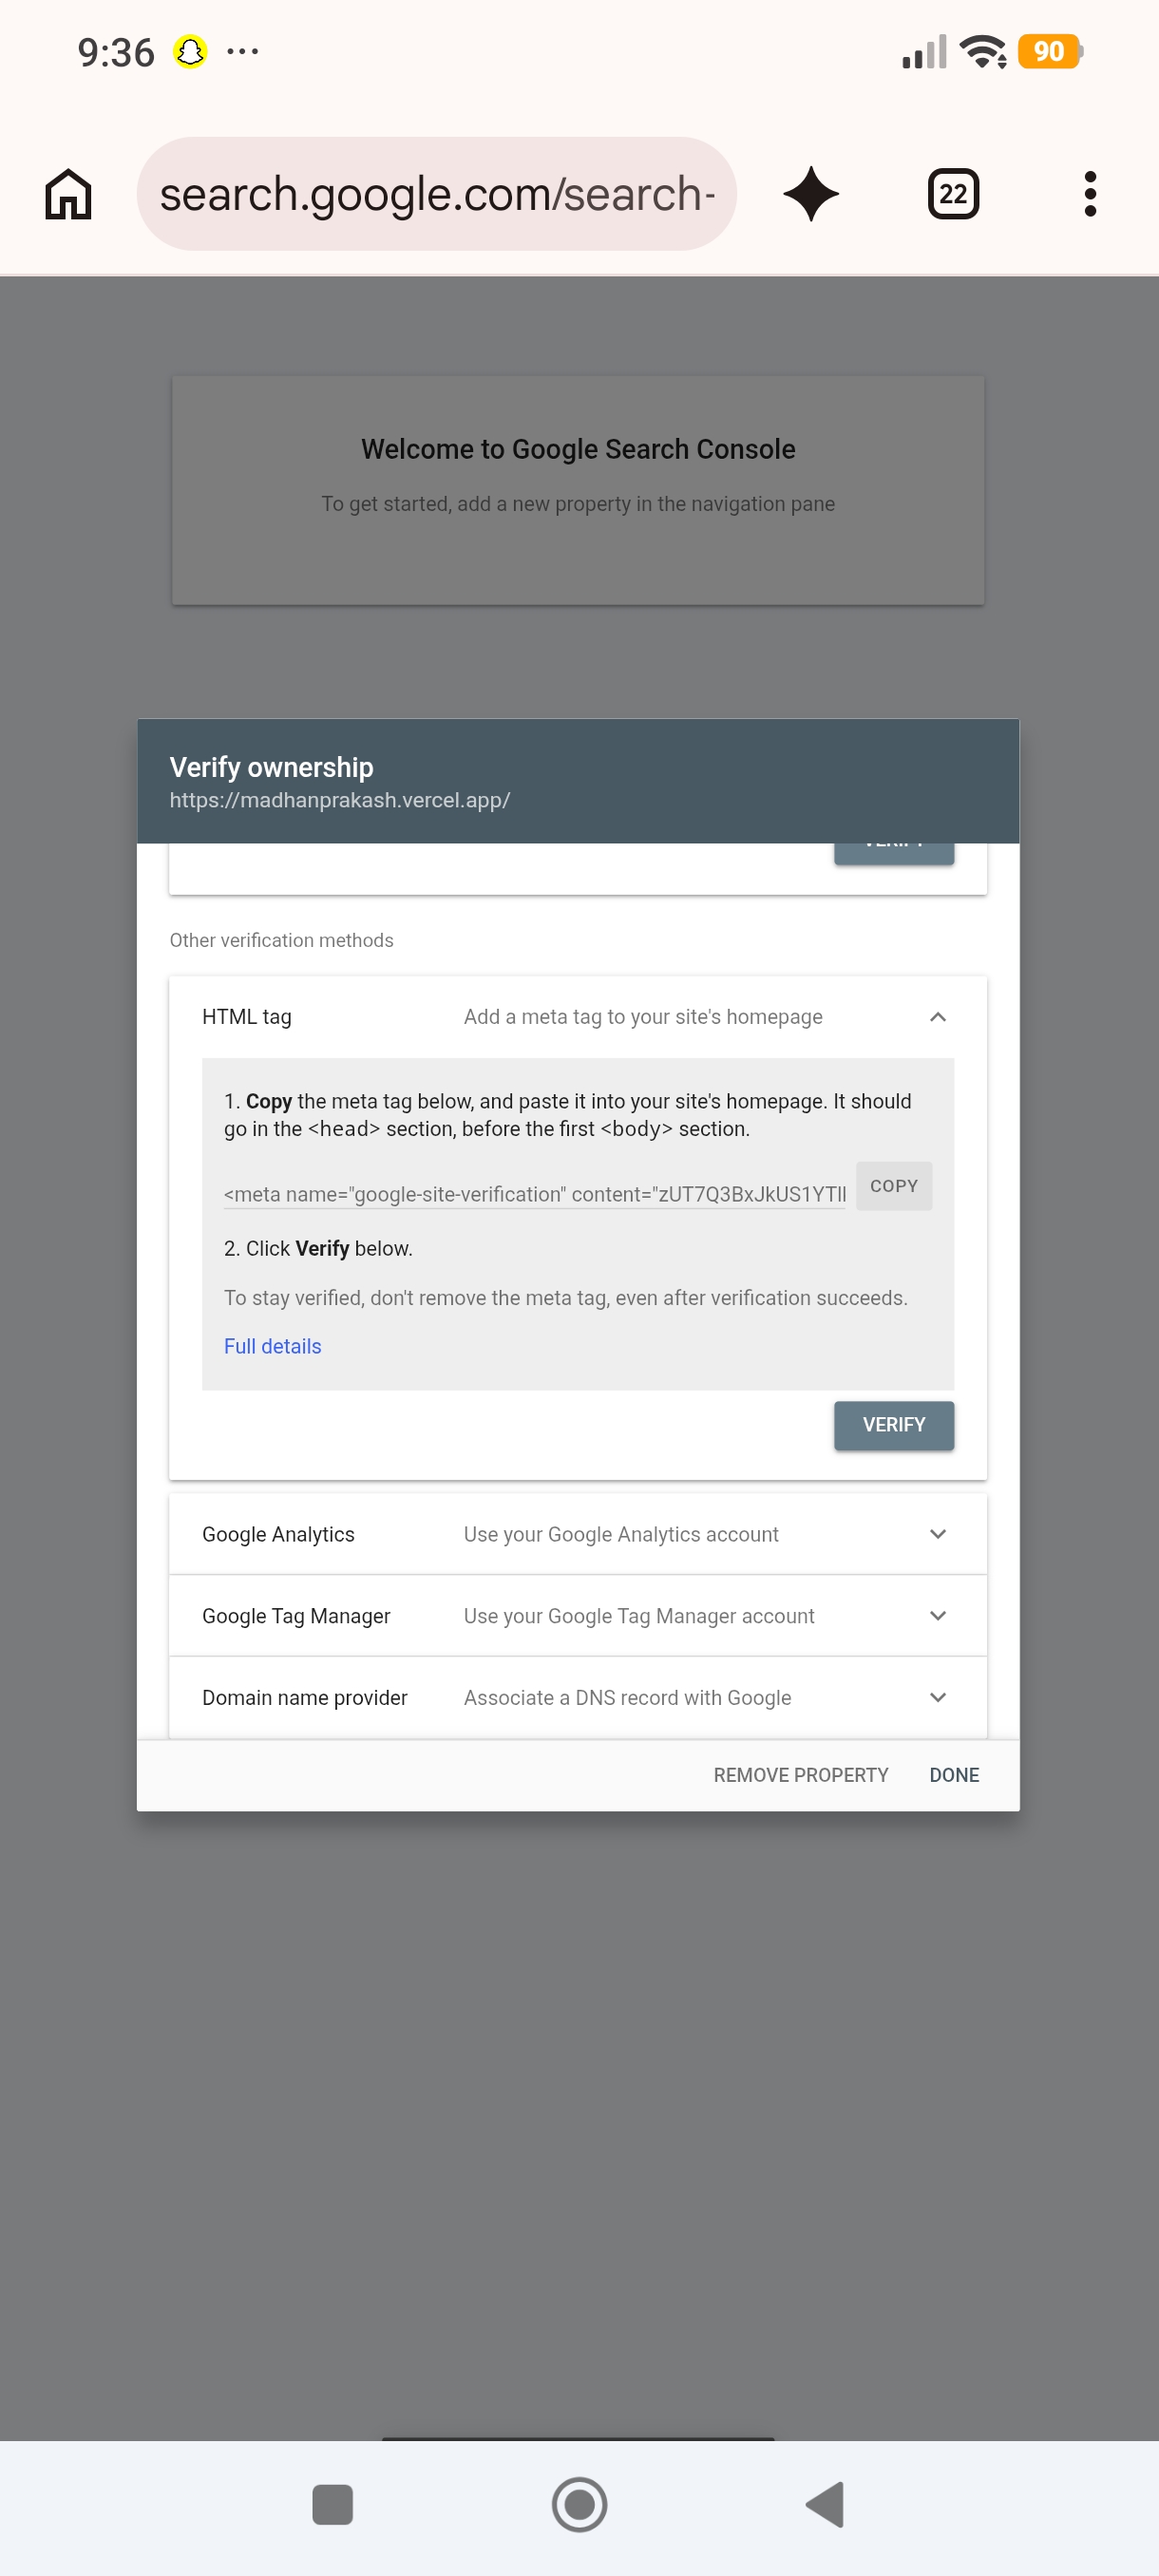 9:36
90
search.google.com/search-
22
Welcome to Google Search Console
To get started, add a new property in the navigation pane
Verify ownership
https://madhanprakash.vercel.app/
VERIFY
Other verification methods
HTML tag Add a meta tag to your site's homepage
1. Copy the meta tag below, and paste it into your site's homepage. It should
go in the <head> section, before the first <body> section.
<meta name="google-site-verification" content="
COPY
2. Click Verify below.
To stay verified, don't remove the meta tag, even after verification succeeds.
Full details
VERIFY
Google Analytics Use your Google Analytics account
Google Tag Manager Use your Google Tag Manager account
Domain name provider Associate a DNS record with Google
REMOVE PROPERTY DONE